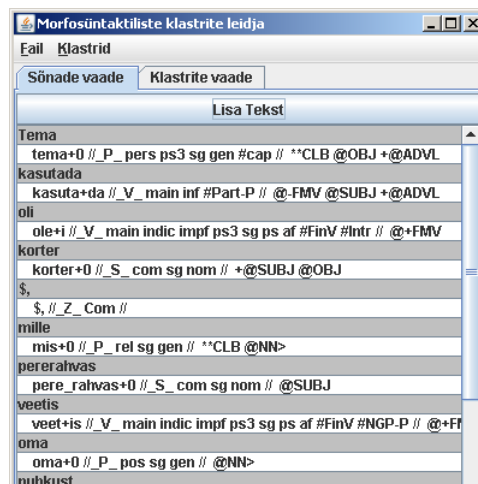 Morfosüntaktiliste klastrite leidja
Fail Klastrid
Sõnade vaade Klastrite vaade
Lisa Tekst
Tema
tema+0 //_P_ pers ps3 sg gen #cap // **CLB @OBJ +@ADVL
kasutada
kasuta+da //_V_ main inf #Part-P // @-FMV @SUBJ +@ADVL
oli
ole+i //_V_ main indic impf ps3 sg ps af #FinV #Intr // @+FMV
korter
korter+0 //_S_ com sg nom // +@SUBJ @OBJ
$,
$, //_Z_ Com //
mille
mis+0 //_P_ rel sg gen // **CLB @NN>
pererahvas
pere_rahvas+0 //_S_ com sg nom // @SUBJ
veetis
veet+is //_V_ main indic impf ps3 sg ps af #FinV #NGP-P // @+FM
oma
oma+0 //_P_ pos sg gen // @NN>
puhkust